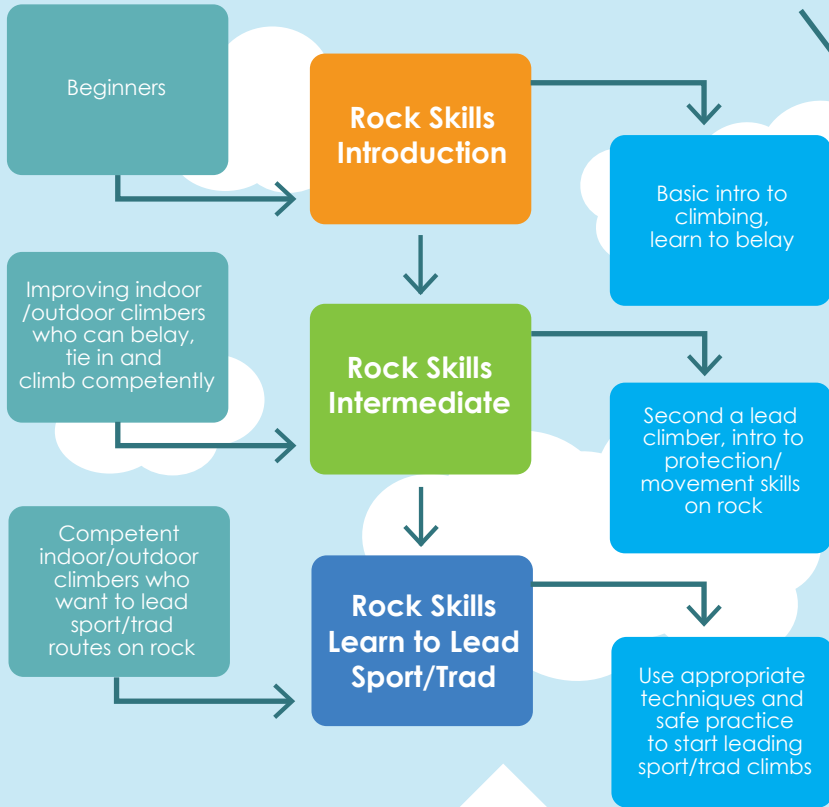 Beginners
Rock Skills
Introduction
Basic intro to
climbing,
learn to belay
Improving indoor
/outdoor climbers
who can belay,
tie in and
climb competently
Rock Skills
Intermediate
Second a lead
climber, intro to
protection/
movement skills
on rock
Competent
indoor/outdoor
climbers who
want to lead
sport/trad
routes on rock
Rock Skills
Learn to Lead
Sport/Trad
Use appropriate
techniques and
safe practice
to start leading
sport/trad climbs